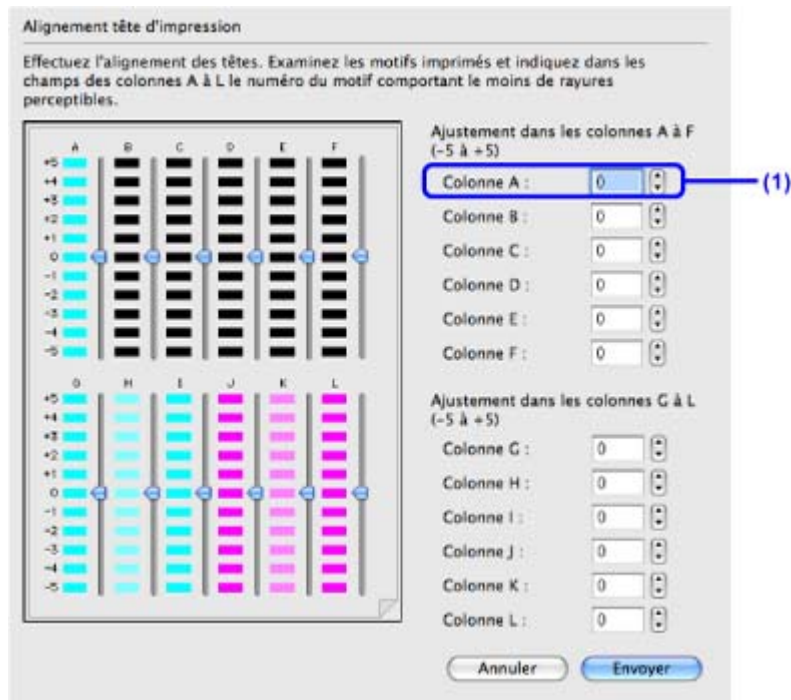 Alignement tête d'impression
Effectuez l'alignement des têtes. Examinez les motifs imprimés et indiquez dans les
champs des colonnes A à L le numéro du motif comportant le moins de rayures
perceptibles.
A B C D E F
+5
+4
+3
+2
+1
0
-1
-2
-3
-4
-5
G H I J K L
+5
+4
+3
+2
+1
0
-1
-2
-3
-4
-5
Ajustement dans les colonnes A à F
(-5 à +5)
Colonne A : 0 (1)
Colonne B : 0
Colonne C : 0
Colonne D : 0
Colonne E : 0
Colonne F : 0
Ajustement dans les colonnes G à L
(-5 à +5)
Colonne G : 0
Colonne H : 0
Colonne I : 0
Colonne J : 0
Colonne K : 0
Colonne L : 0
Annuler Envoyer